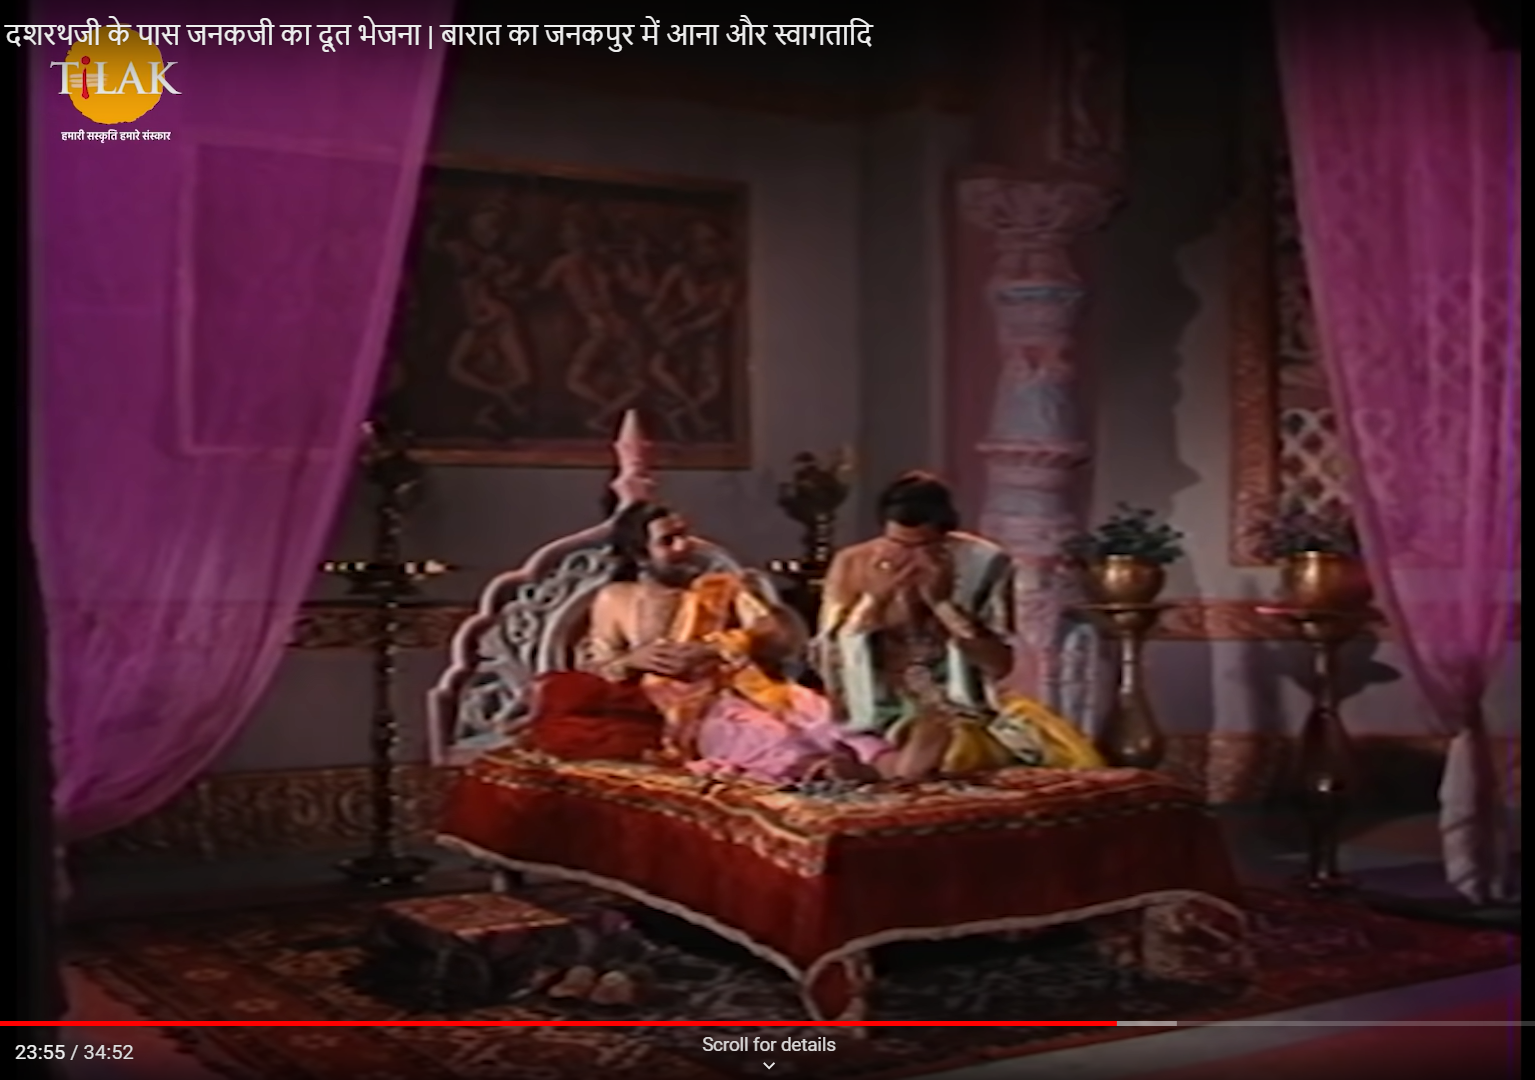 दशरथजी के पास जनकजी का दूत भेजना | बारात का जनकपुर में आना और स्वागतादि
TiLAK
हमारी सस्कृति हमारे संस्कार
23:55 / 34:52
Scroll for details